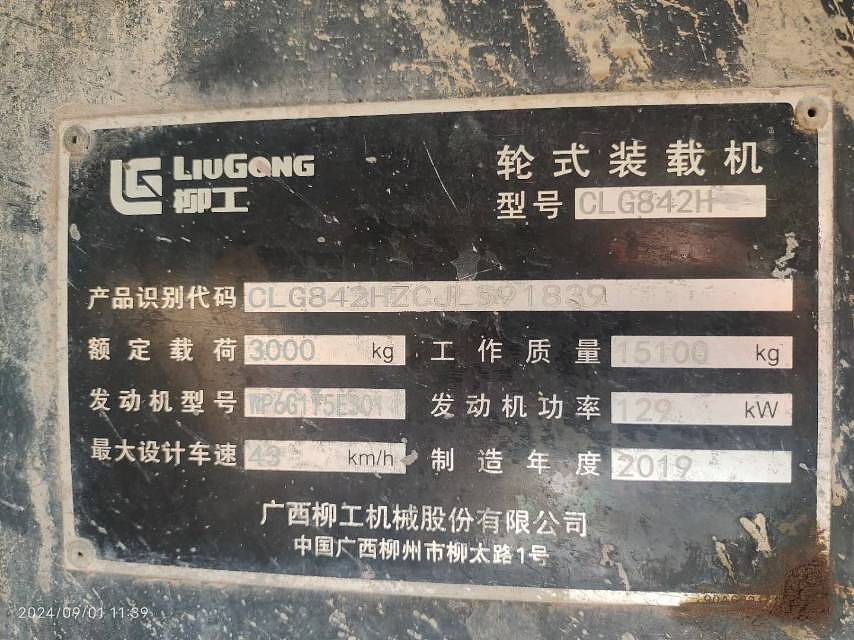 LIUGONG
柳工
轮式装载机
型号 CLG842H
产品识别代码 CLG842HZCJL591839
额定载荷 3000 kg 工作质量 15100 kg
发动机型号 工 发动机功率 129 kW
最大设计车速 43 km/h 制造年度 2019
广西柳工机械股份有限公司
中国广西柳州市柳太路1号
2024/09/01 11:39